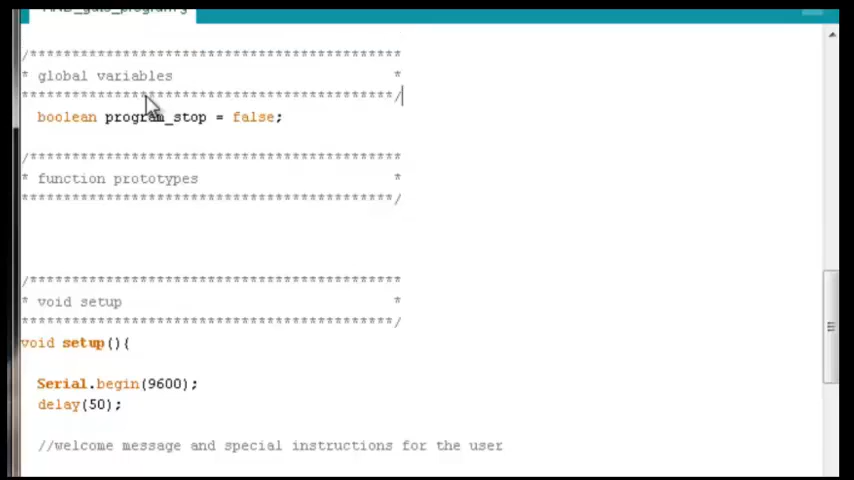 /********************************************
* global variables *
********************************************/
boolean program_stop = false;
/********************************************
* function prototypes *
********************************************/
/********************************************
* void setup *
********************************************/
void setup(){
Serial.begin(9600);
delay(50);
//welcome message and special instructions for the user